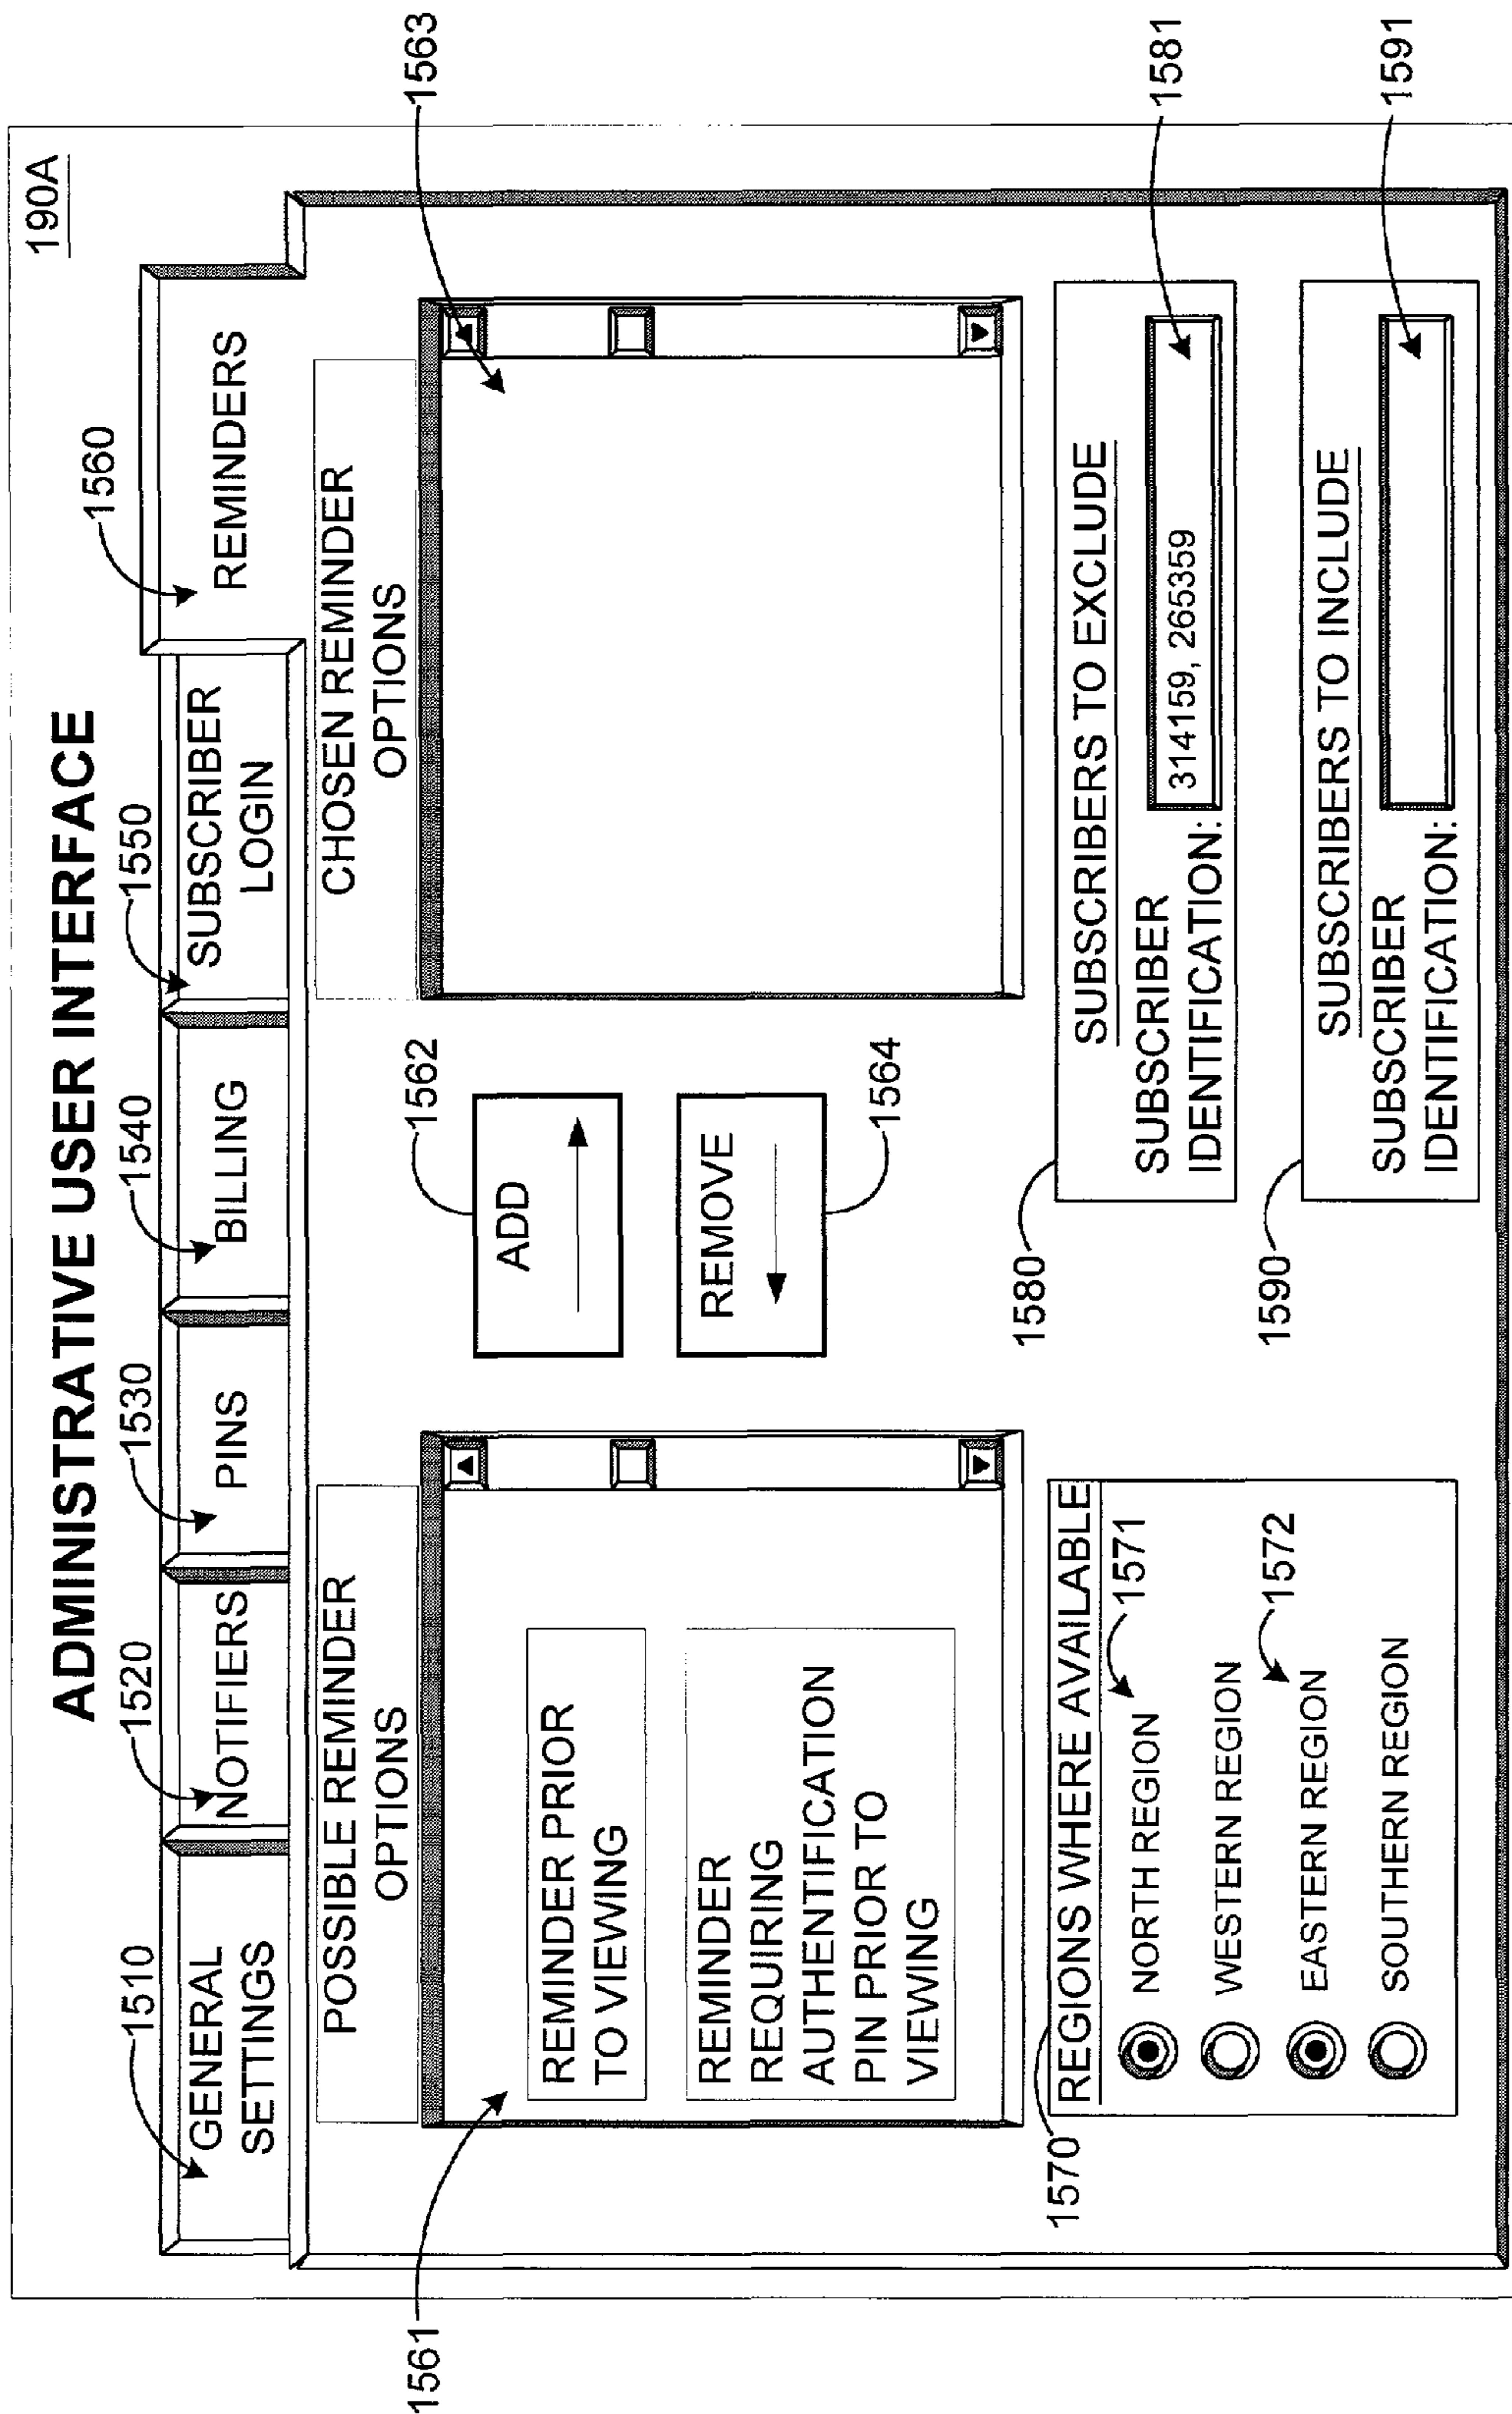 190A
ADMINISTRATIVE USER INTERFACE
1510
1520
1530
1540
1550
1560
GENERAL
SETTINGS
NOTIFIERS
PINS
BILLING
SUBSCRIBER
LOGIN
REMINDERS
POSSIBLE REMINDER
OPTIONS
CHOSEN REMINDER
OPTIONS
1561
REMINDER PRIOR
TO VIEWING
REMINDER
REQUIRING
AUTHENTIFICATION
PIN PRIOR TO
VIEWING
1562
ADD
REMOVE
1564
1563
1570
REGIONS WHERE AVAILABLE
NORTH REGION
1571
WESTERN REGION
EASTERN REGION
1572
SOUTHERN REGION
1580
SUBSCRIBERS TO EXCLUDE
SUBSCRIBER
IDENTIFICATION:
314159, 265359
1581
1590
SUBSCRIBERS TO INCLUDE
SUBSCRIBER
IDENTIFICATION:
1591